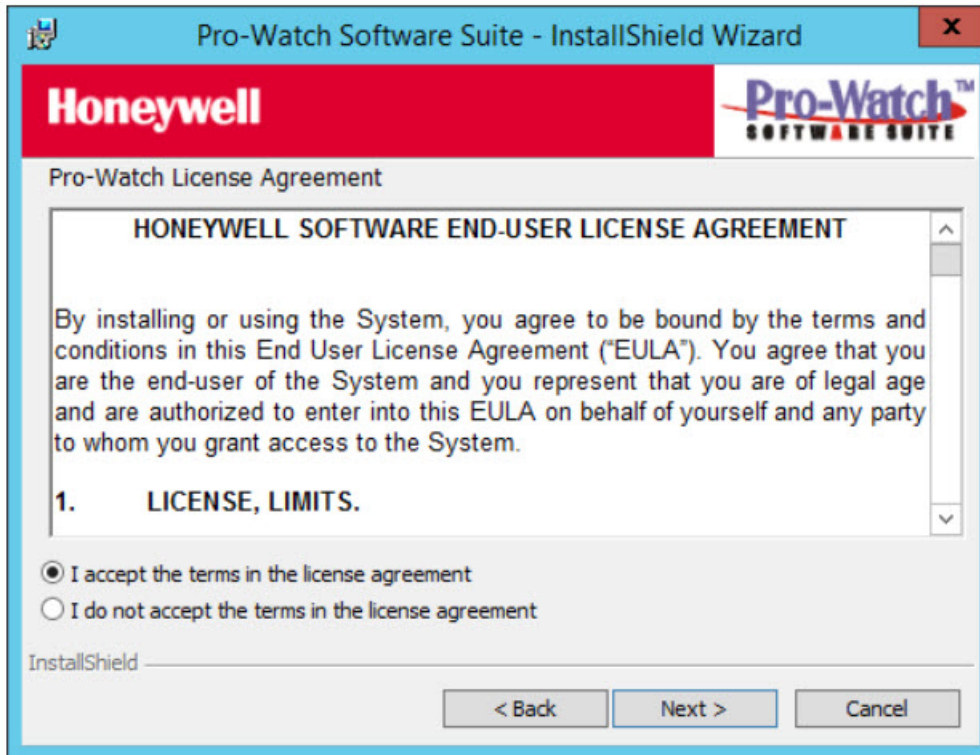 Pro-Watch Software Suite - InstallShield Wizard
x
Honeywell
Pro-Watch™
SOFTWARE SUITE
Pro-Watch License Agreement
HONEYWELL SOFTWARE END-USER LICENSE AGREEMENT
By installing or using the System, you agree to be bound by the terms and
conditions in this End User License Agreement (“EULA”). You agree that you
are the end-user of the System and you represent that you are of legal age
and are authorized to enter into this EULA on behalf of yourself and any party
to whom you grant access to the System.
1. LICENSE, LIMITS.
I accept the terms in the license agreement
I do not accept the terms in the license agreement
InstallShield
< Back Next > Cancel